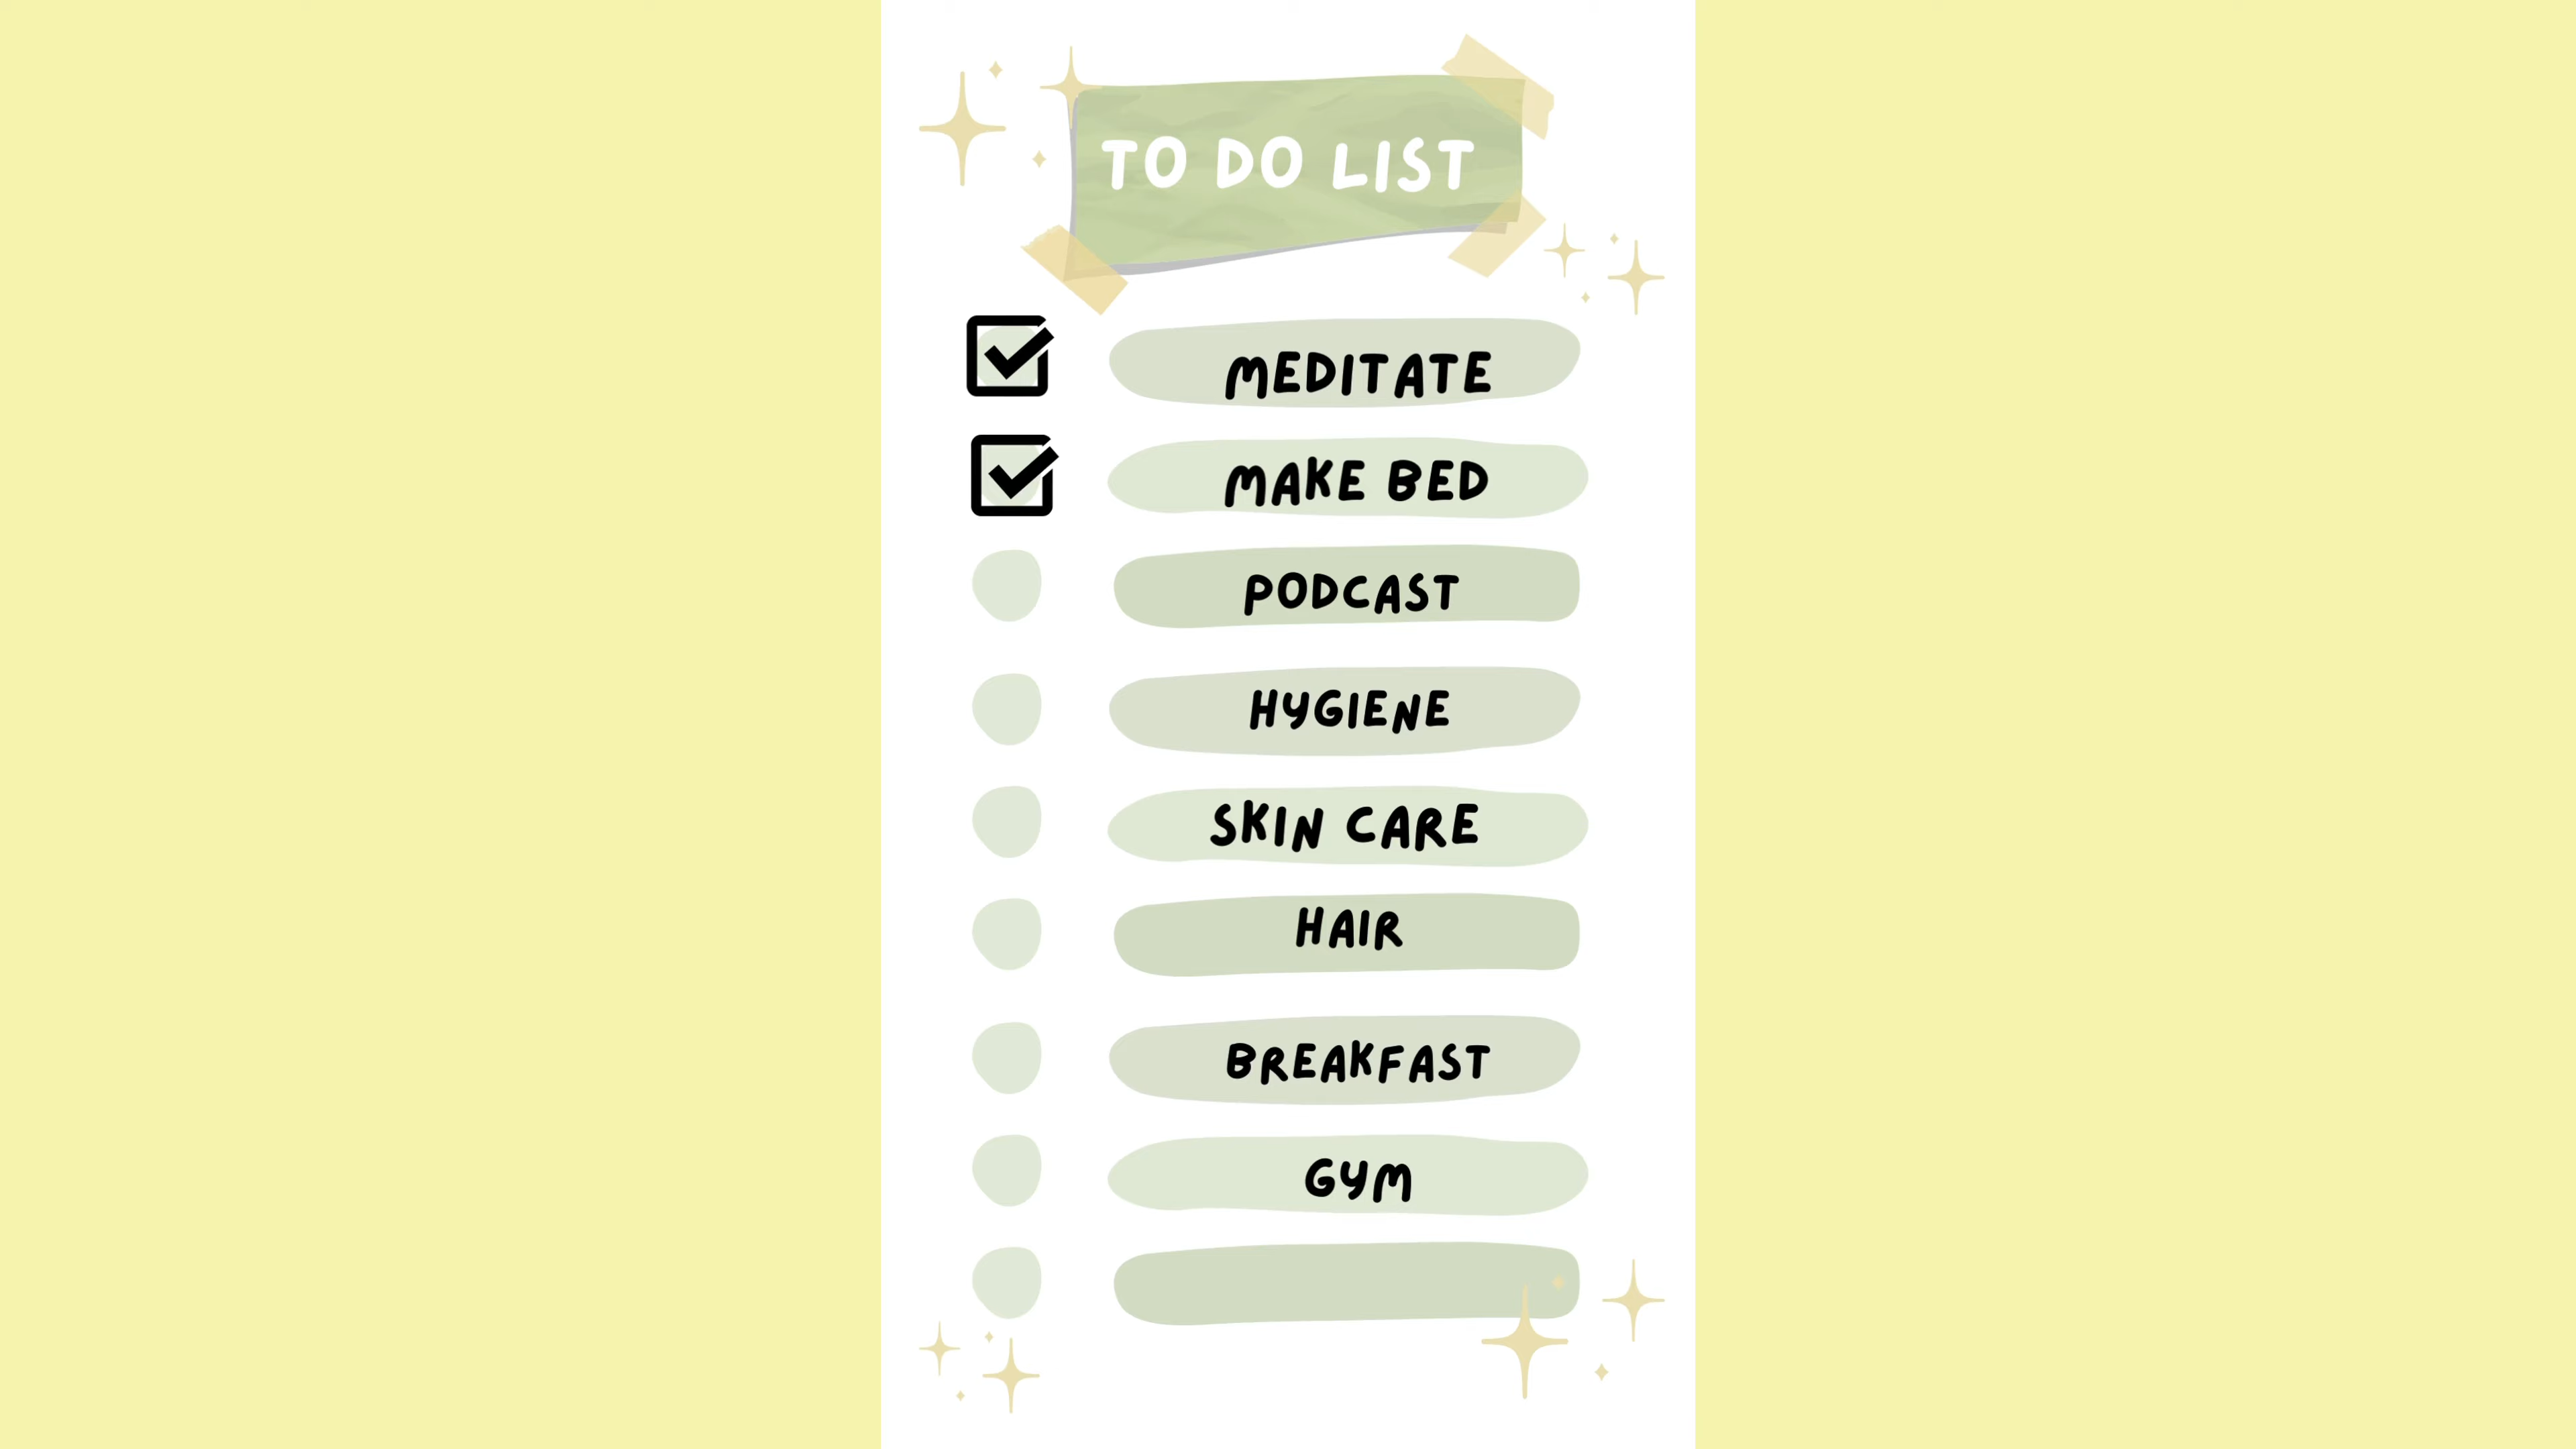 TO DO LIST
MEDITATE
MAKE BED
PODCAST
HYGIENE
SKIN CARE
HAIR
BREAKFAST
GYM